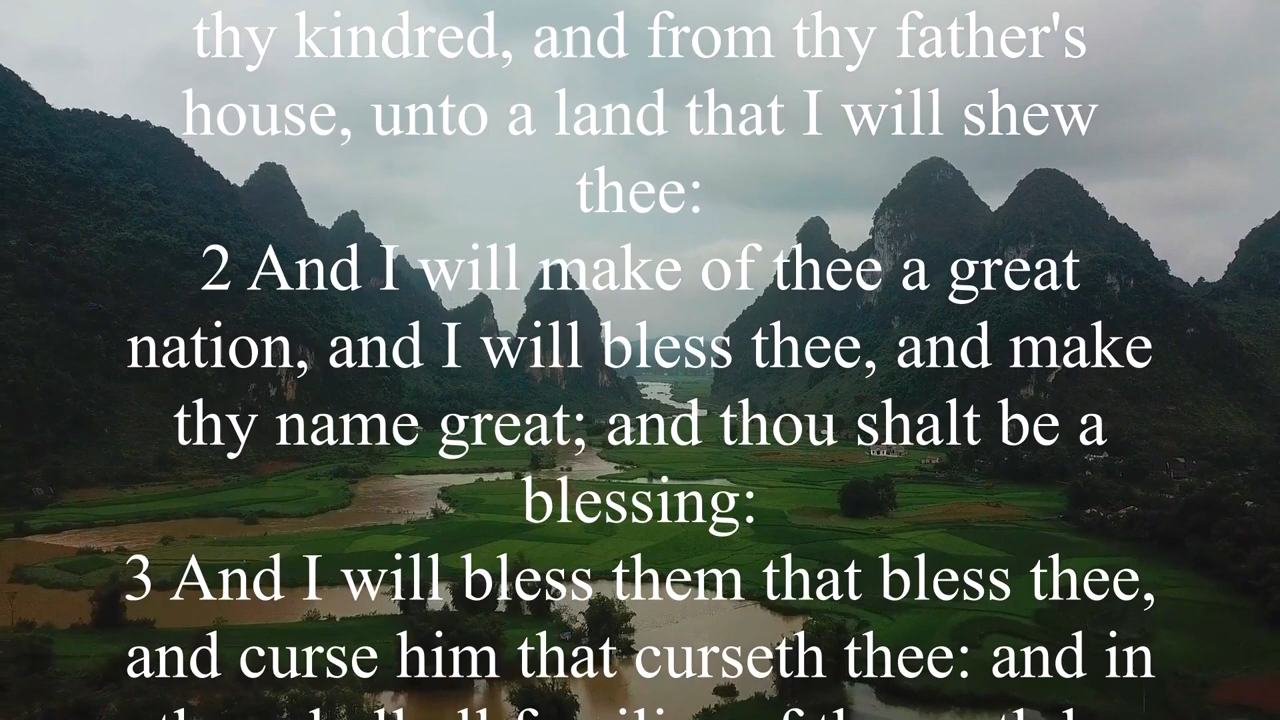 thy kindred, and from thy father's
house, unto a land that I will shew
thee:
2 And I will make of thee a great
nation, and I will bless thee, and make
thy name great; and thou shalt be a
blessing:
3 And I will bless them that bless thee,
and curse him that curseth thee: and in